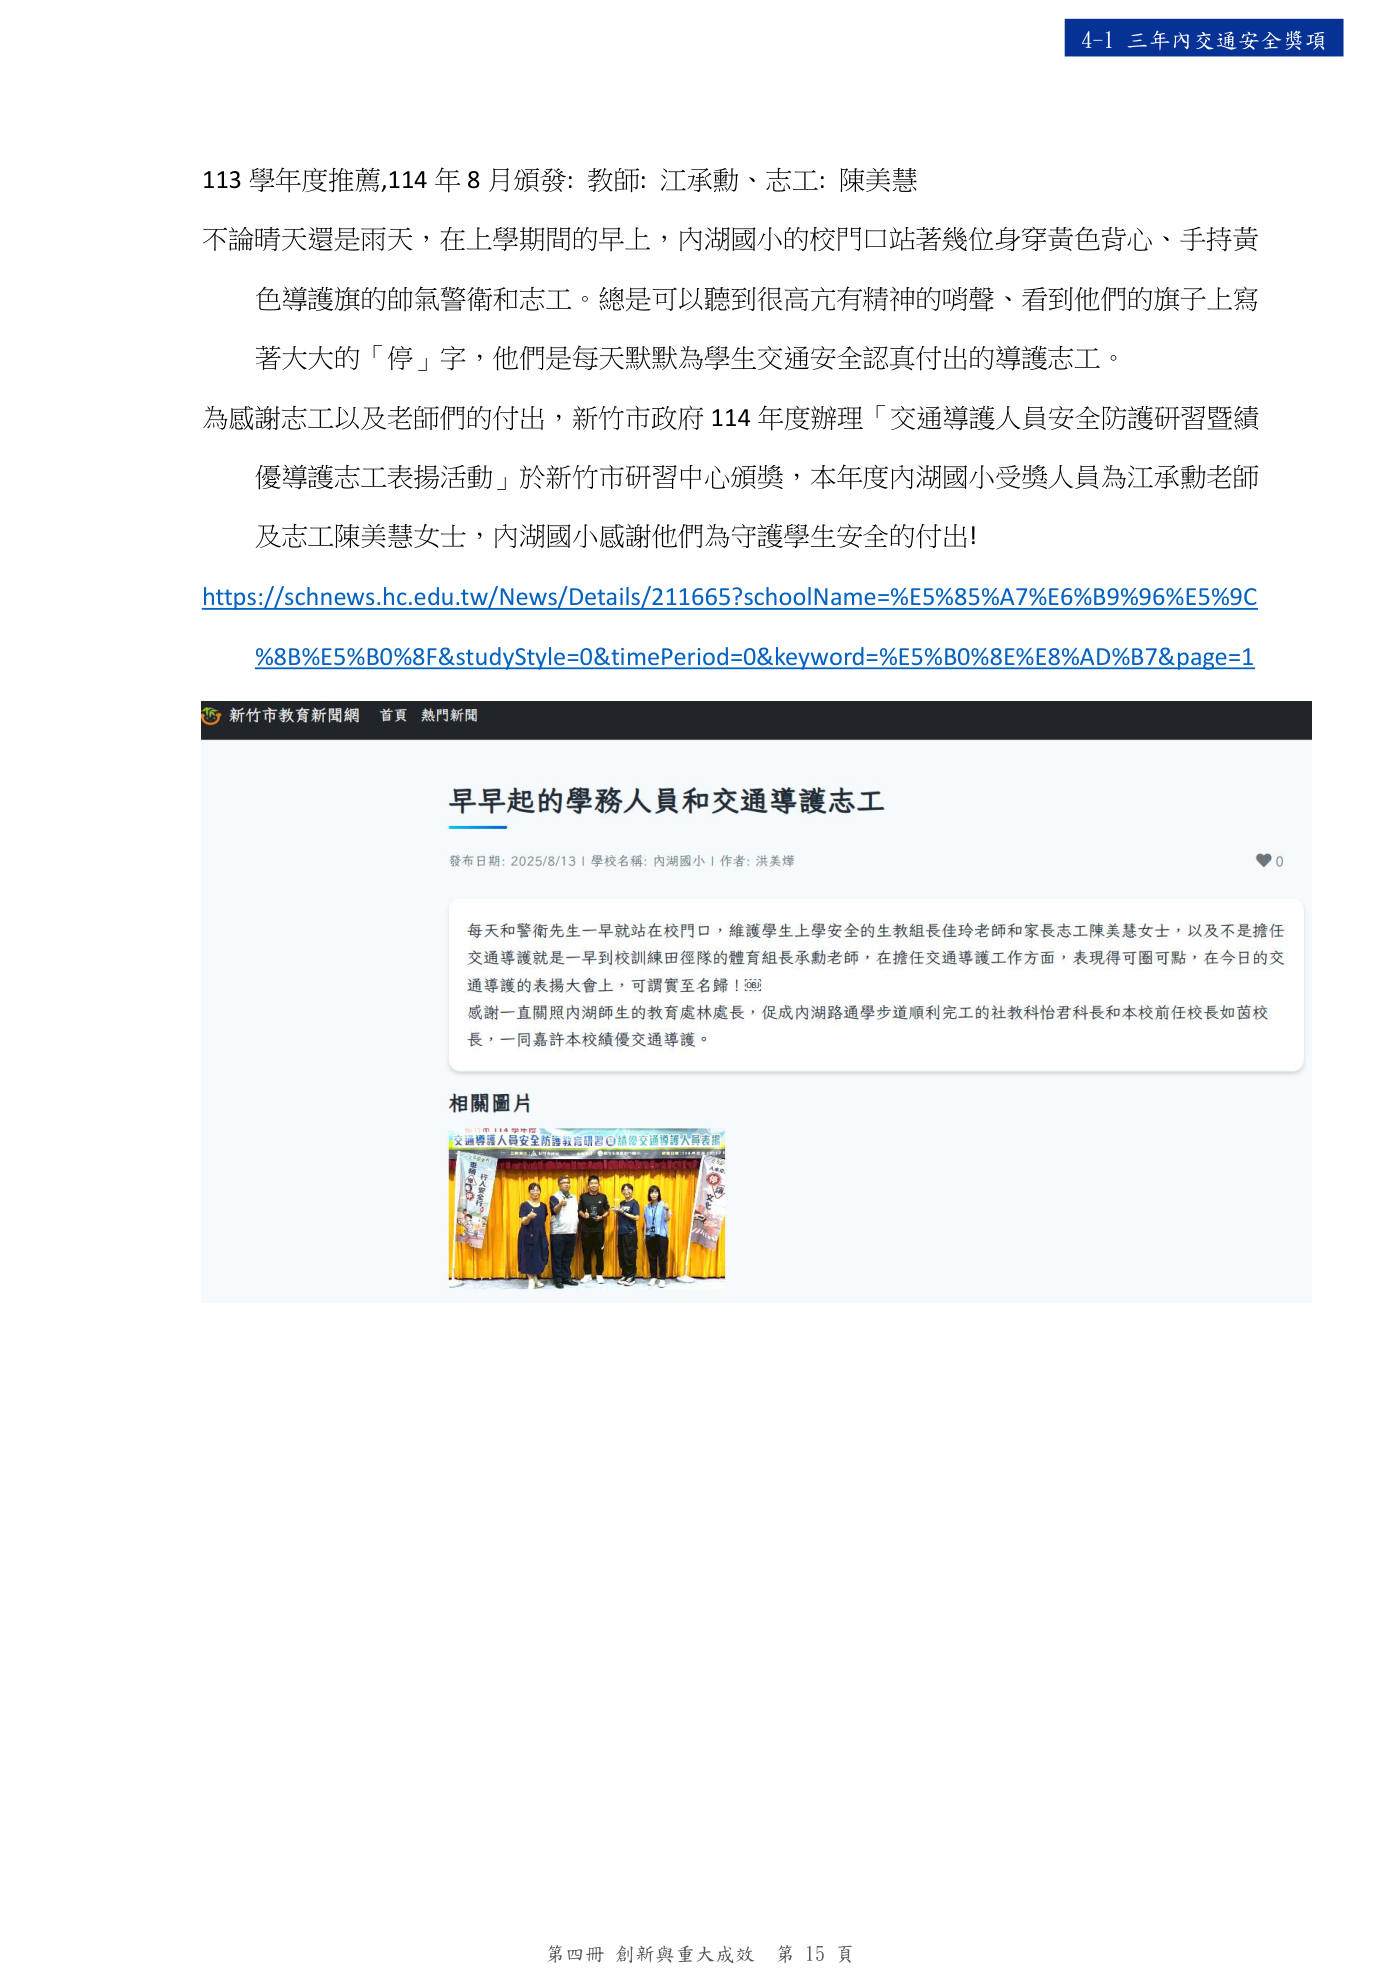 4-1 三年內交通安全獎項
113 學年度推薦,114 年 8 月頒發: 教師: 江承勳、志工: 陳美慧
不論晴天還是雨天，在上學期間的早上，內湖國小的校門口站著幾位身穿黃色背心、手持黃
色導護旗的帥氣警衛和志工。總是可以聽到很高亢有精神的哨聲、看到他們的旗子上寫
著大大的「停」字，他們是每天默默為學生交通安全認真付出的導護志工。
為感謝志工以及老師們的付出，新竹市政府 114 年度辦理「交通導護人員安全防護研習暨績
優導護志工表揚活動」於新竹市研習中心頒獎，本年度內湖國小受獎人員為江承勳老師
及志工陳美慧女士，內湖國小感謝他們為守護學生安全的付出!
https://schnews.hc.edu.tw/News/Details/211665?schoolName=%E5%85%A7%E6%B9%96%E5%9C
%8B%E5%B0%8F&studyStyle=0&timePeriod=0&keyword=%E5%B0%8E%E8%AD%B7&page=1
新竹市教育新聞網 首頁 熱門新聞
早早起的學務人員和交通導護志工
發布日期: 2025/8/13 | 學校名稱: 內湖國小 | 作者: 洪美燁
0
每天和警衛先生一早就站在校門口，維護學生上學安全的生教組長佳玲老師和家長志工陳美慧女士，以及不是擔任
交通導護就是一早到校訓練田徑隊的體育組長承勳老師，在擔任交通導護工作方面，表現得可圈可點，在今日的交
通導護的表揚大會上，可謂實至名歸！
感謝一直關照內湖師生的教育處林處長，促成內湖路通學步道順利完工的社教科怡君科長和本校前任校長如茵校
長，一同嘉許本校績優交通導護。
相關圖片
新竹市 114 學年度
交通導護人員安全防護教育研習暨績優交通導護人員表揚
第四冊 創新與重大成效 第 15 頁